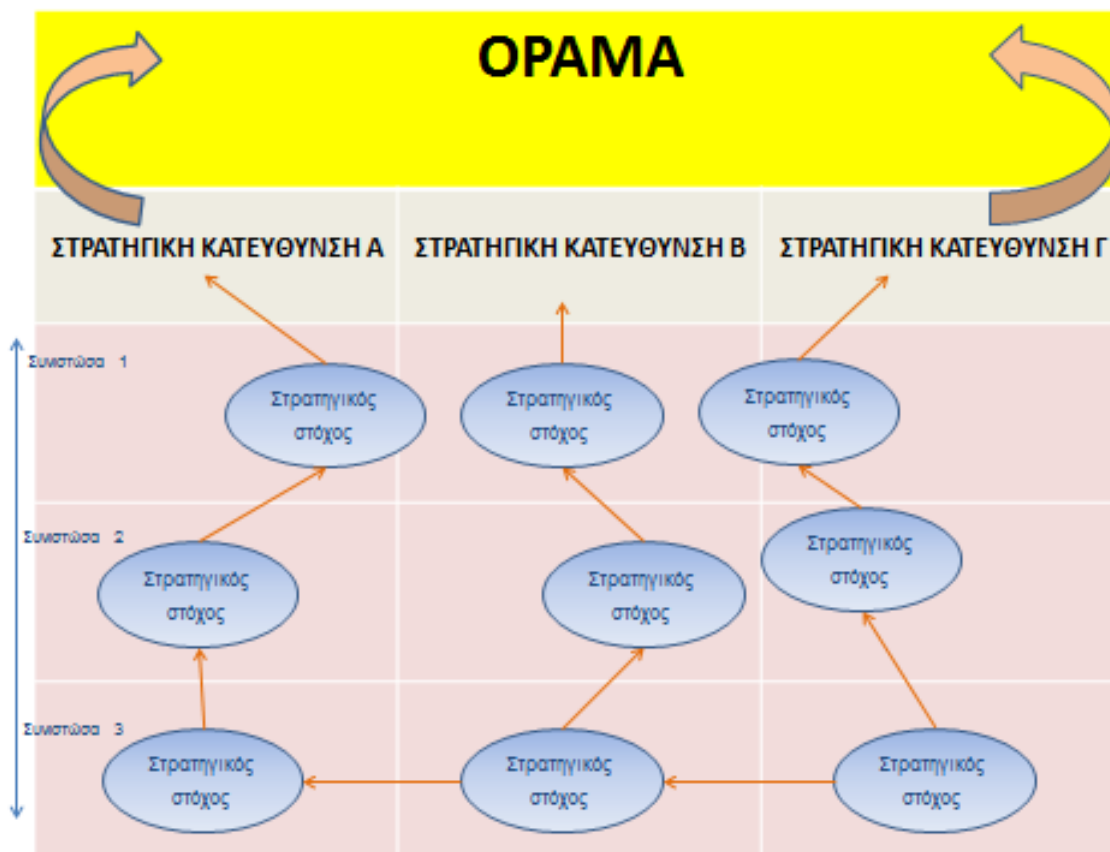 ΟΡΑΜΑ
ΣΤΡΑΤΗΓΙΚΗ ΚΑΤΕΥΘΥΝΣΗ Α
ΣΤΡΑΤΗΓΙΚΗ ΚΑΤΕΥΘΥΝΣΗ Β
ΣΤΡΑΤΗΓΙΚΗ ΚΑΤΕΥΘΥΝΣΗ Γ
Συνιστώσα 1
Στρατηγικός
στόχος
Στρατηγικός
στόχος
Στρατηγικός
στόχος
Συνιστώσα 2
Στρατηγικός
στόχος
Στρατηγικός
στόχος
Στρατηγικός
στόχος
Συνιστώσα 3
Στρατηγικός
στόχος
Στρατηγικός
στόχος
Στρατηγικός
στόχος